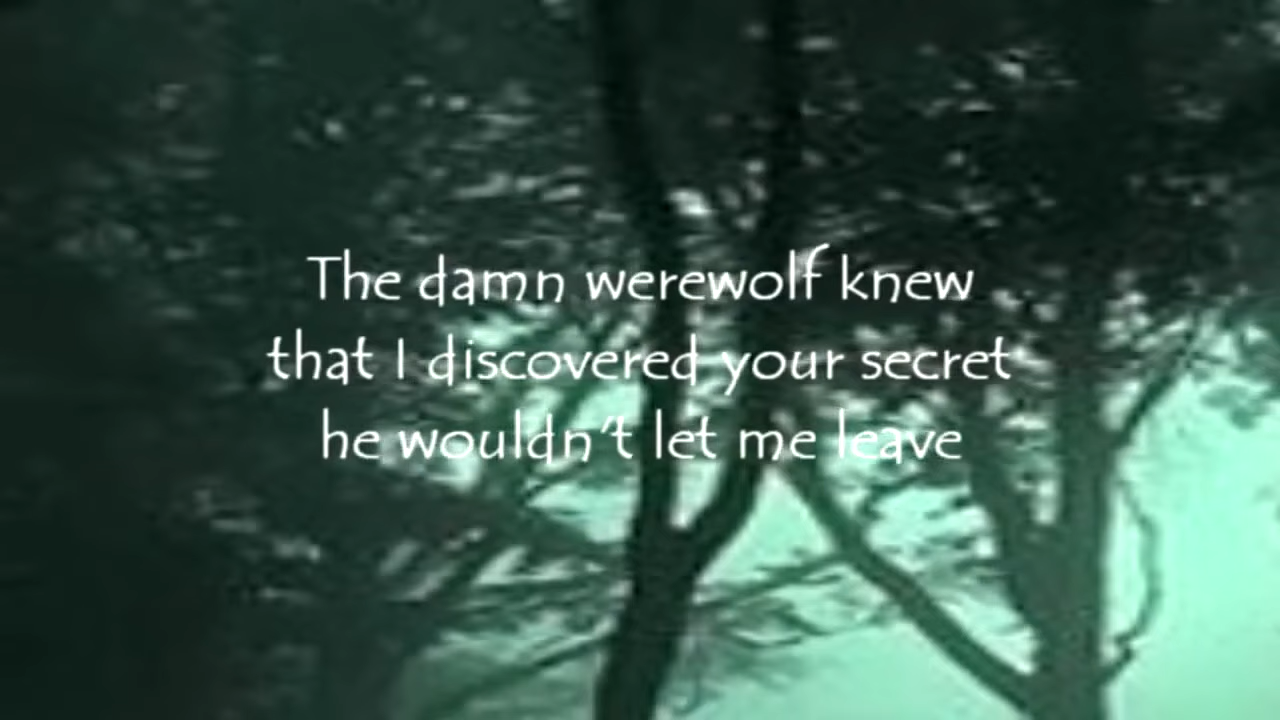 The damn werewolf knew
that I discovered your secret
he wouldn't let me leave